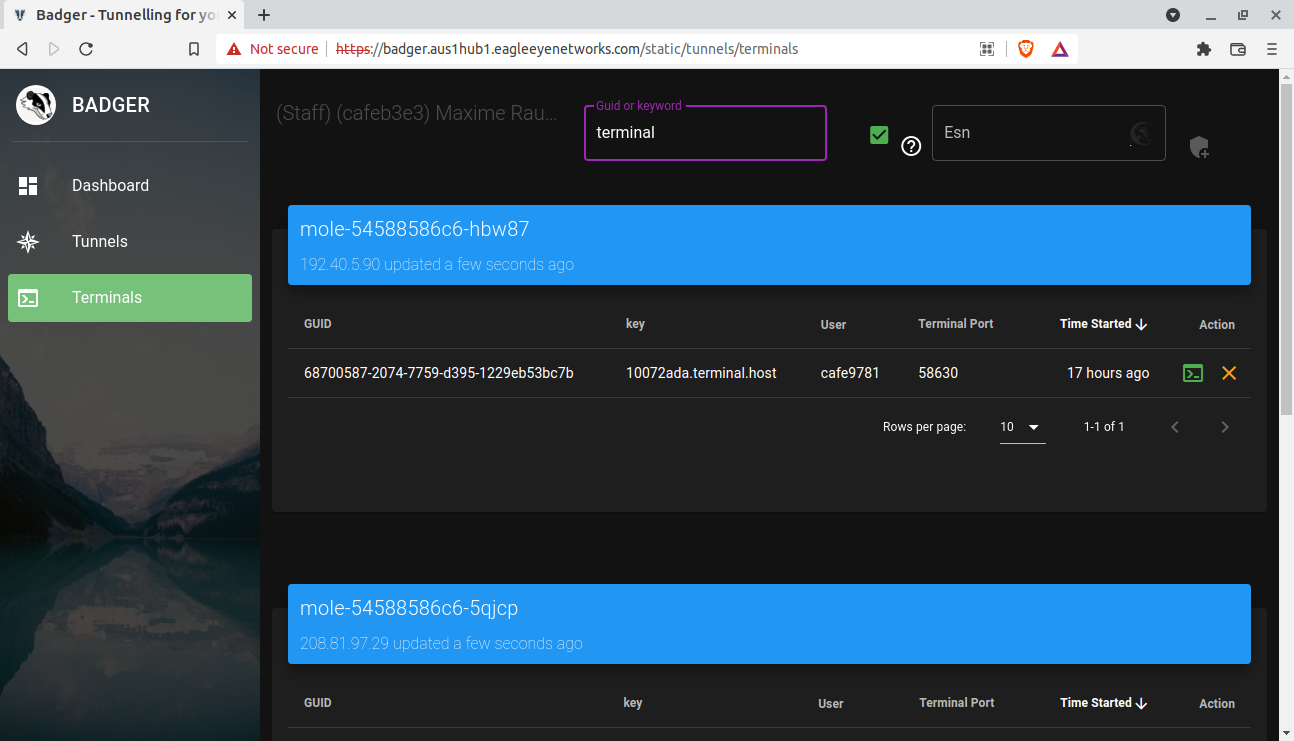 Badger - Tunnelling for yo
Not secure
https://badger.aus1hub1.eagleeyenetworks.com/static/tunnels/terminals
BADGER
Dashboard
Tunnels
Terminals
(Staff) (cafeb3e3) Maxime Rau...
Guid or keyword
terminal
Esn
mole-54588586c6-hbw87
192.40.5.90 updated a few seconds ago
GUID key User Terminal Port Time Started Action
68700587-2074-7759-d395-1229eb53bc7b 10072ada.terminal.host cafe9781 58630 17 hours ago
Rows per page: 10 1-1 of 1
mole-54588586c6-5qjcp
208.81.97.29 updated a few seconds ago
GUID key User Terminal Port Time Started Action